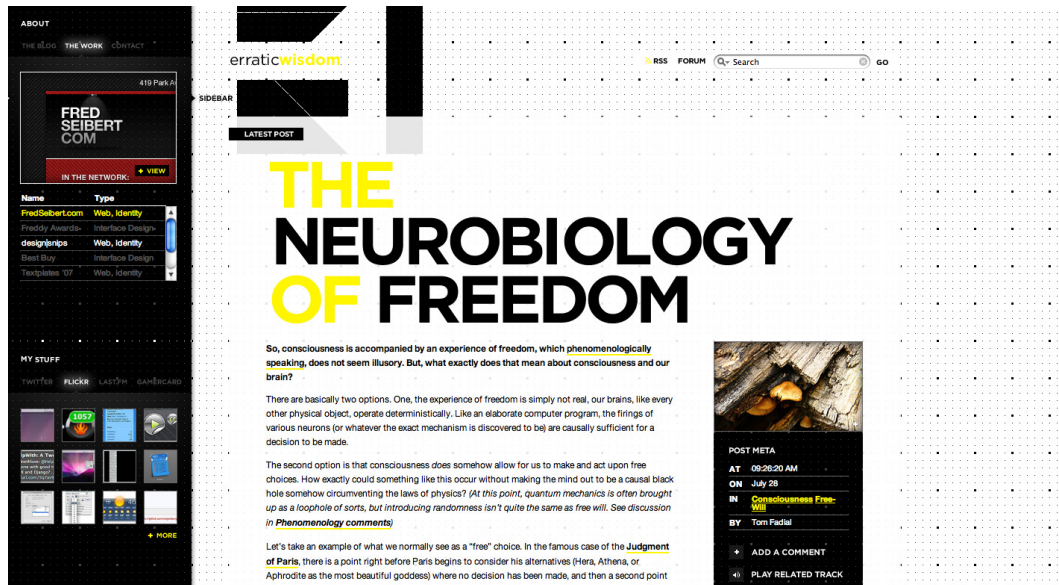 ABOUT
THE BLOG THE WORK CONTACT
419 Park A
FRED
SEIBERT
COM
IN THE NETWORK:
+ VIEW
Name Type
FredSeibert.com Web, Identity
Freddy Awards Interface Design
design|snips Web, Identity
Best Buy Interface Design
Textplates '07 Web, Identity
MY STUFF
TWITTER FLICKR LAST.FM GAMERCARD
1057
+ MORE
SIDEBAR
erraticwisdom
RSS FORUM Search GO
LATEST POST
THE
NEUROBIOLOGY
OF FREEDOM
So, consciousness is accompanied by an experience of freedom, which phenomenologically
speaking, does not seem illusory. But, what exactly does that mean about consciousness and our
brain?
There are basically two options. One, the experience of freedom is simply not real, our brains, like every
other physical object, operate deterministically. Like an elaborate computer program, the firings of
various neurons (or whatever the exact mechanism is discovered to be) are causally sufficient for a
decision to be made.
The second option is that consciousness does somehow allow for us to make and act upon free
choices. How exactly could something like this occur without making the mind out to be a causal black
hole somehow circumventing the laws of physics? (At this point, quantum mechanics is often brought
up as a loophole of sorts, but introducing randomness isn't quite the same as free will. See discussion
in Phenomenology comments)
Let's take an example of what we normally see as a "free" choice. In the famous case of the Judgment
of Paris, there is a point right before Paris begins to consider his alternatives (Hera, Athena, or
Aphrodite as the most beautiful goddess) where no decision has been made, and then a second point
POST META
AT 09:26:20 AM
ON July 28
IN Consciousness Free-
Will
BY Tom Fadial
+ ADD A COMMENT
PLAY RELATED TRACK